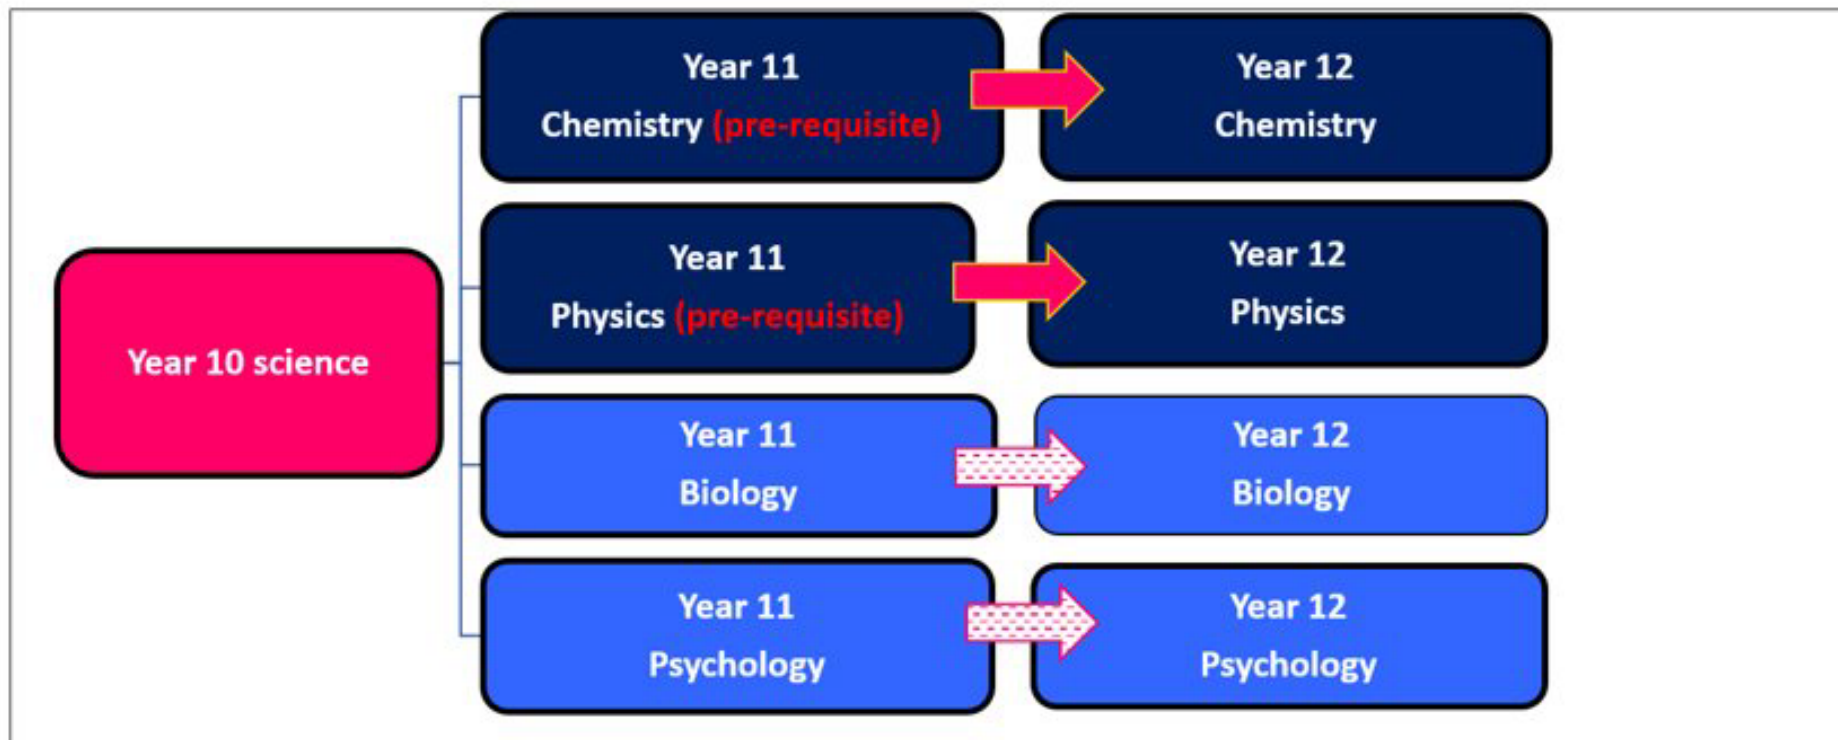 Year 10 science
Year 11
Chemistry (pre-requisite)
Year 12
Chemistry
Year 11
Physics (pre-requisite)
Year 12
Physics
Year 11
Biology
Year 12
Biology
Year 11
Psychology
Year 12
Psychology